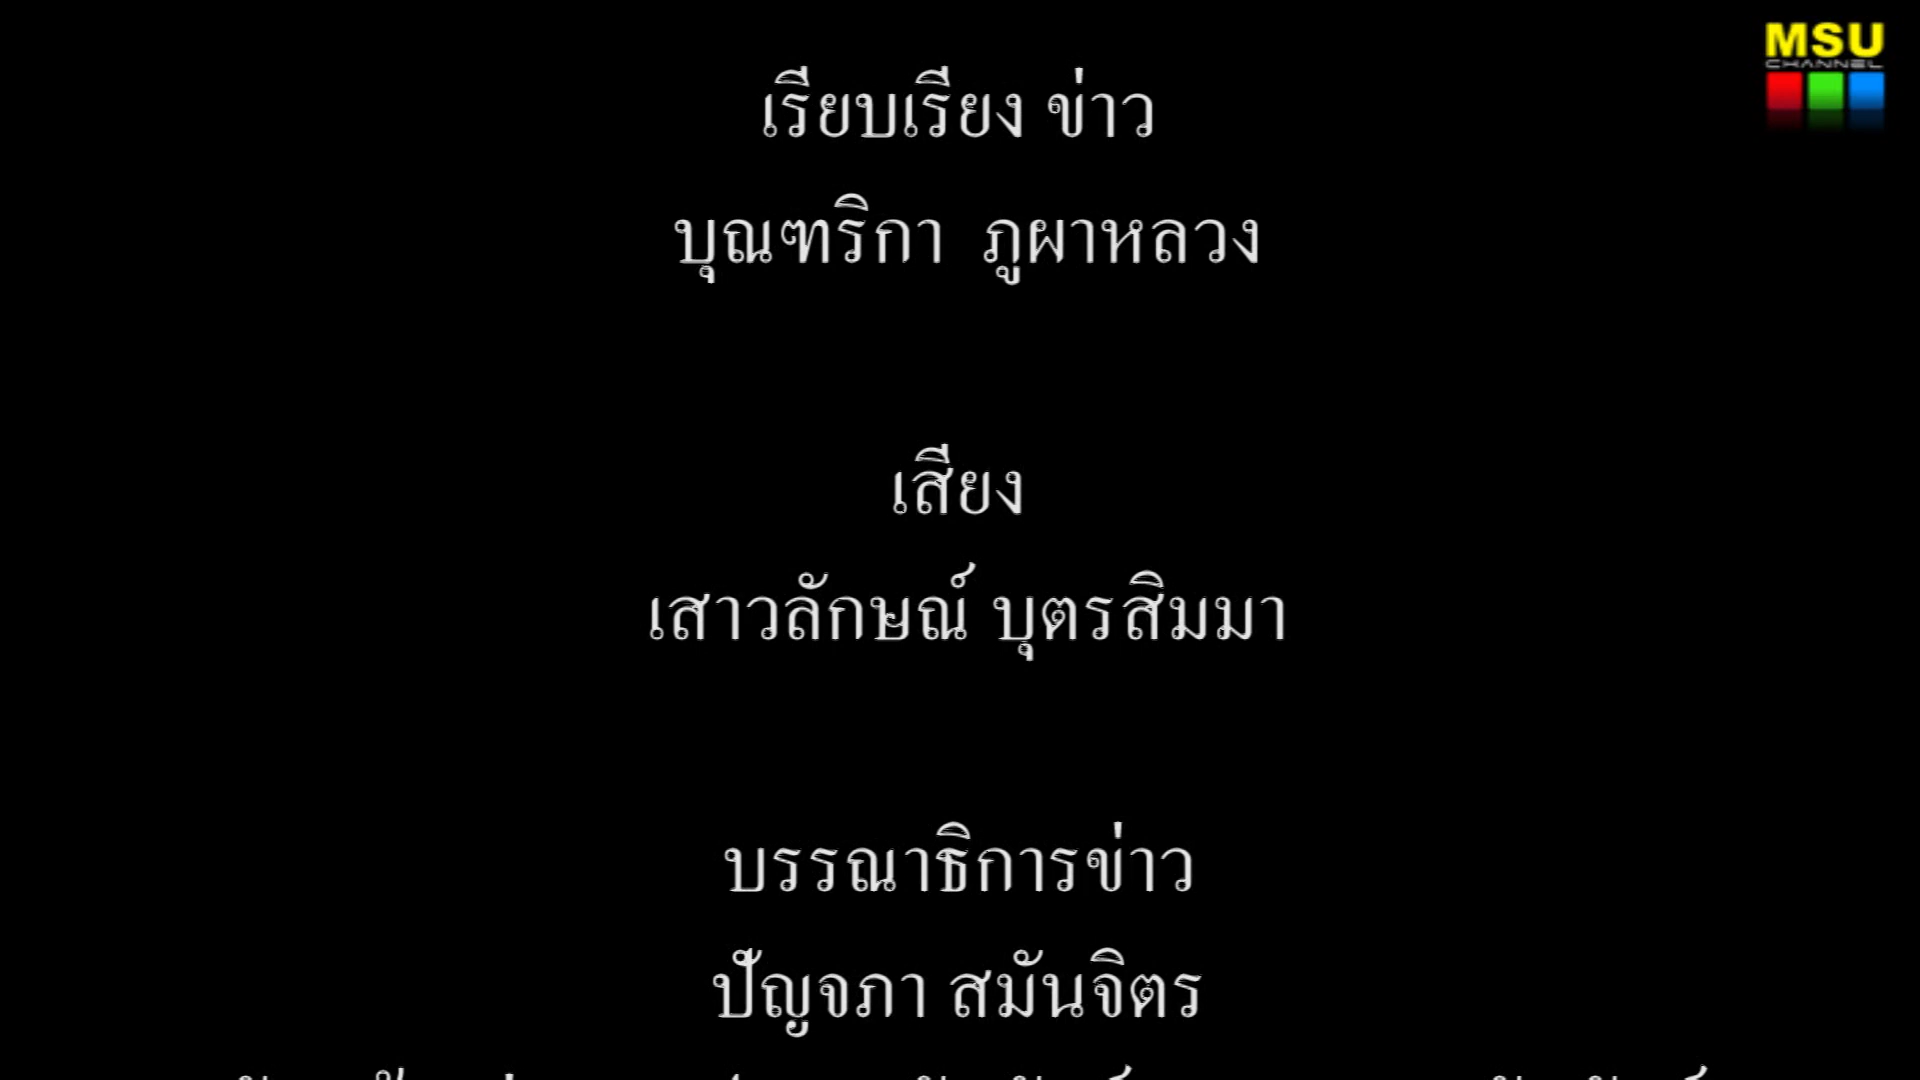 MSU
CHANNEL
เรียบเรียง ข่าว
บุณฑริกา ภูผาหลวง
เสียง
เสาวลักษณ์ บุตรสิมมา
บรรณาธิการข่าว
ปัญจภา สมันจิตร